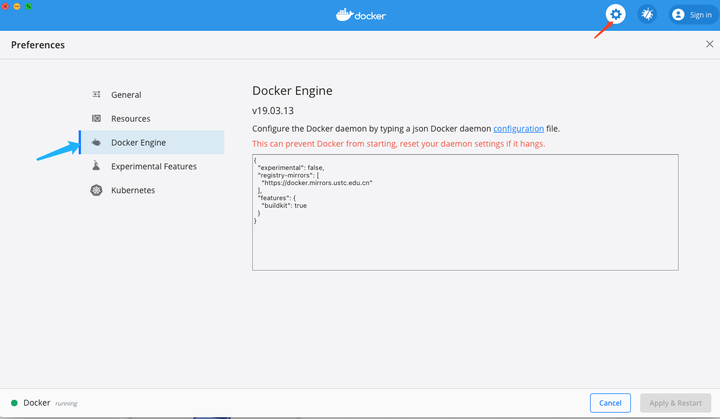 docker
Sign in
Preferences
General
Resources
Docker Engine
Experimental Features
Kubernetes
Docker Engine
v19.03.13
Configure the Docker daemon by typing a json Docker daemon configuration file.
This can prevent Docker from starting, reset your daemon settings if it hangs.
{
  "experimental": false,
  "registry-mirrors": [
    "https://docker.mirrors.ustc.edu.cn"
  ],
  "features": {
    "buildkit": true
  }
}
Docker running
Cancel
Apply & Restart